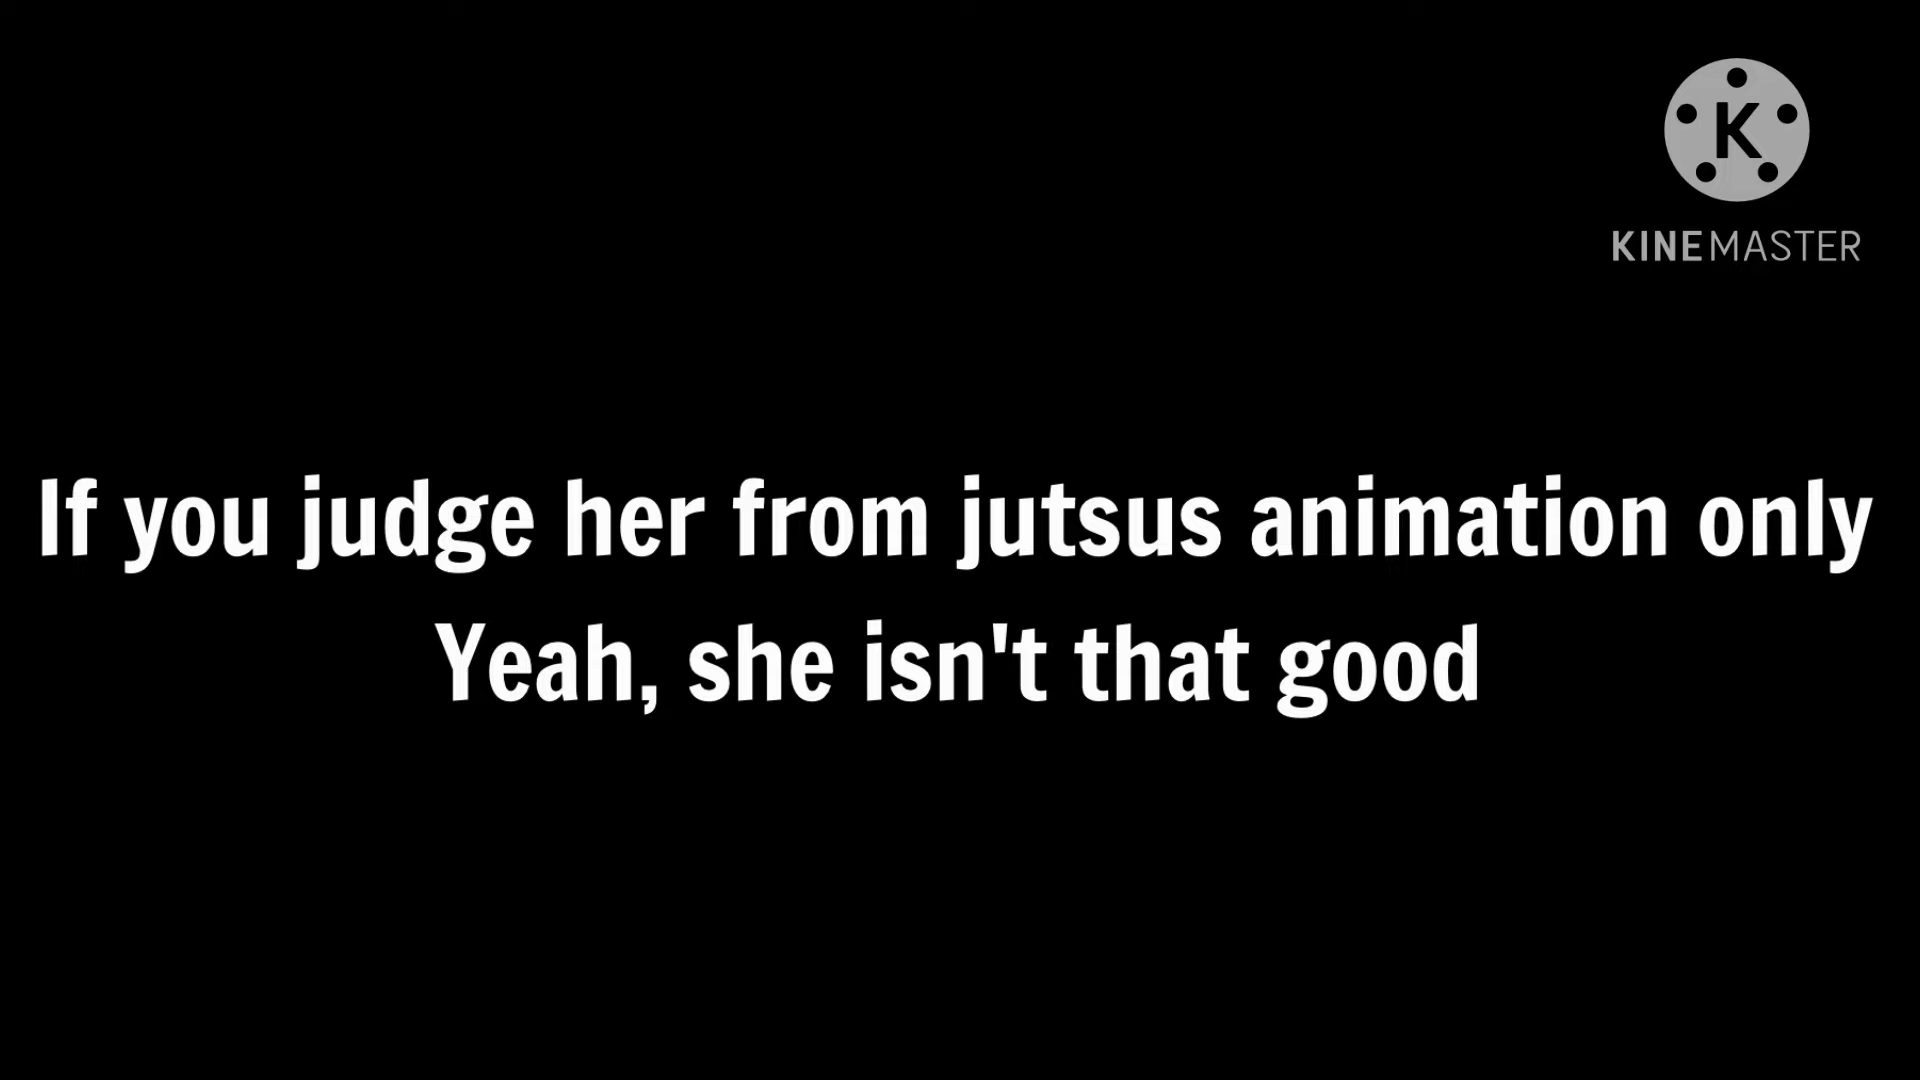 K
KINEMASTER
If you judge her from jutsus animation only
Yeah, she isn't that good